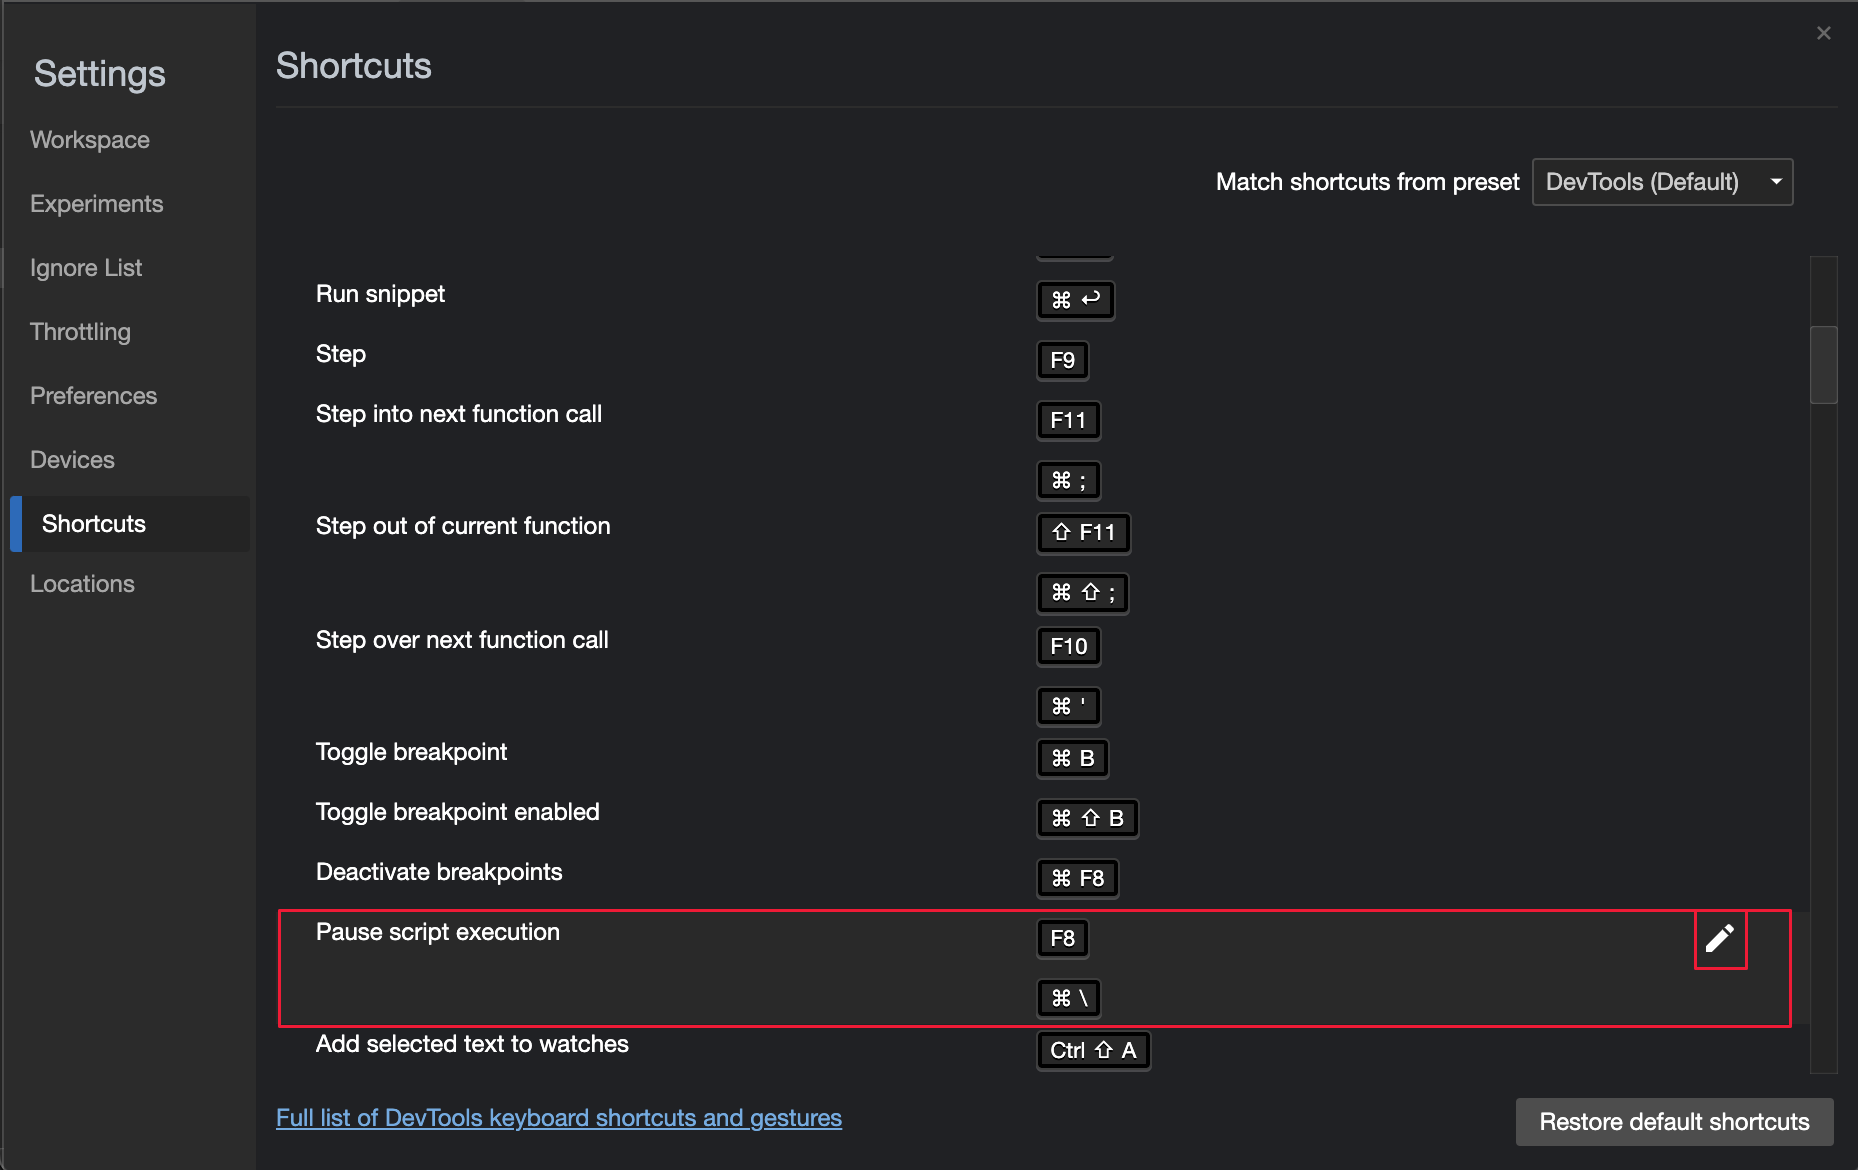 Settings
Workspace
Experiments
Ignore List
Throttling
Preferences
Devices
Shortcuts
Locations
Shortcuts
Match shortcuts from preset DevTools (Default)
Run snippet ⌘ ↩
Step F9
Step into next function call F11
⌘ ;
Step out of current function ⇧ F11
⌘ ⇧ ;
Step over next function call F10
⌘ '
Toggle breakpoint ⌘ B
Toggle breakpoint enabled ⌘ ⇧ B
Deactivate breakpoints ⌘ F8
Pause script execution F8
⌘ \
Add selected text to watches Ctrl ⇧ A
Full list of DevTools keyboard shortcuts and gestures
Restore default shortcuts